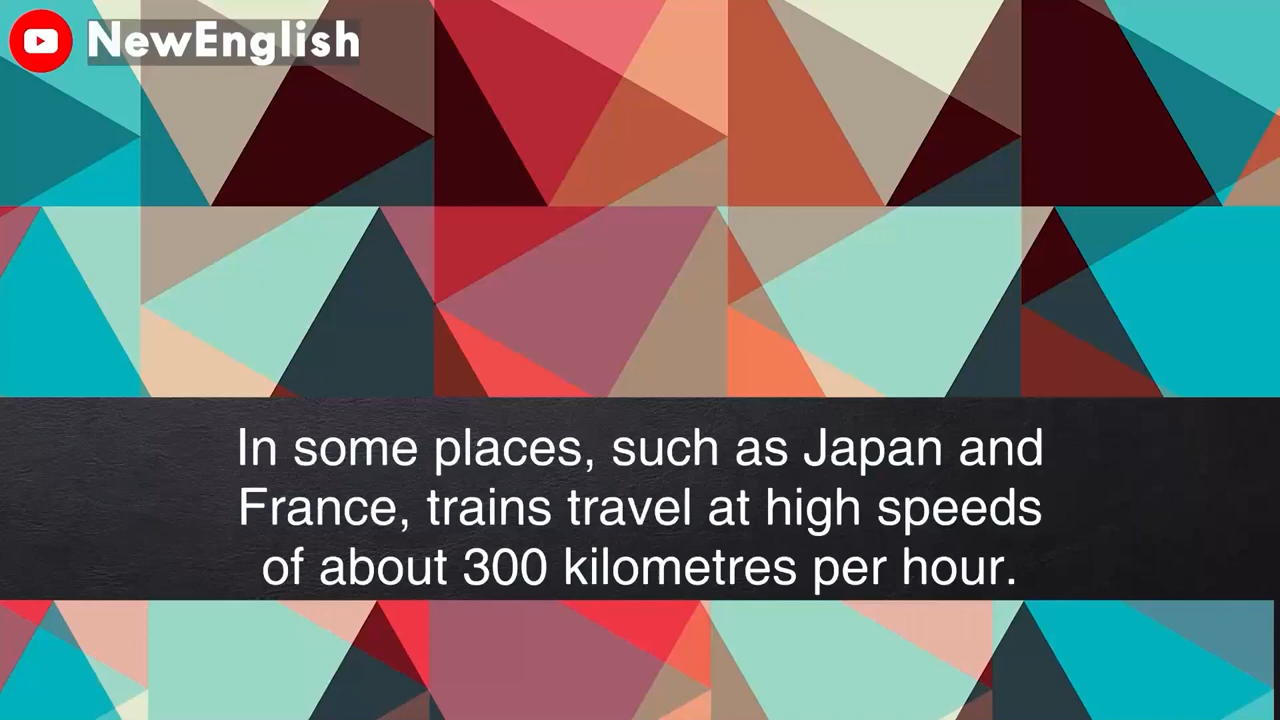 NewEnglish
In some places, such as Japan and
France, trains travel at high speeds
of about 300 kilometres per hour.